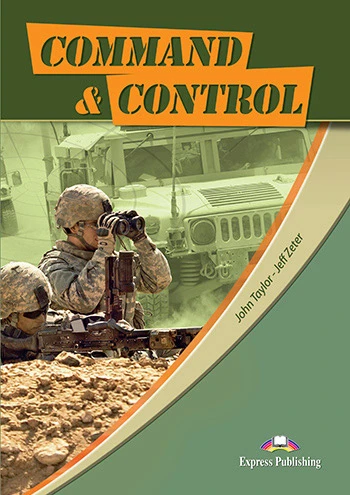 COMMAND
& CONTROL
John Taylor - Jeff Zeter
Express Publishing